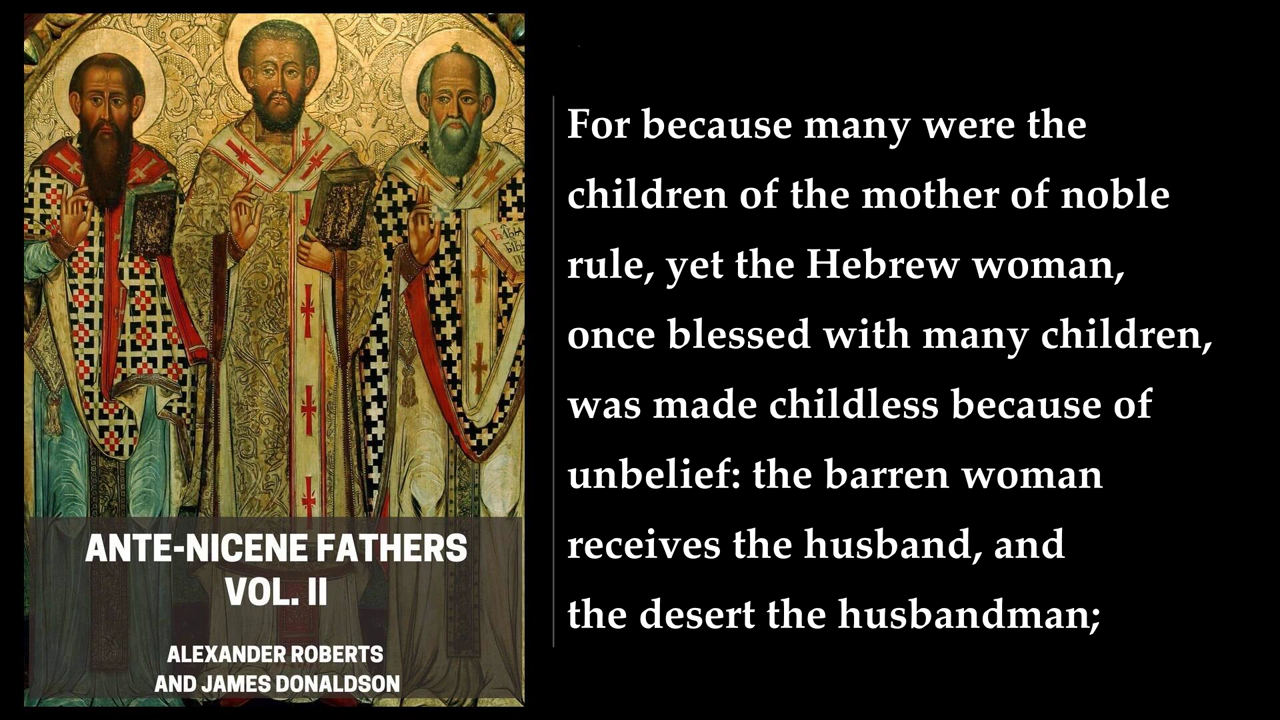 ANTE-NICENE FATHERS
VOL. II
ALEXANDER ROBERTS
AND JAMES DONALDSON
For because many were the
children of the mother of noble
rule, yet the Hebrew woman,
once blessed with many children,
was made childless because of
unbelief: the barren woman
receives the husband, and
the desert the husbandman;